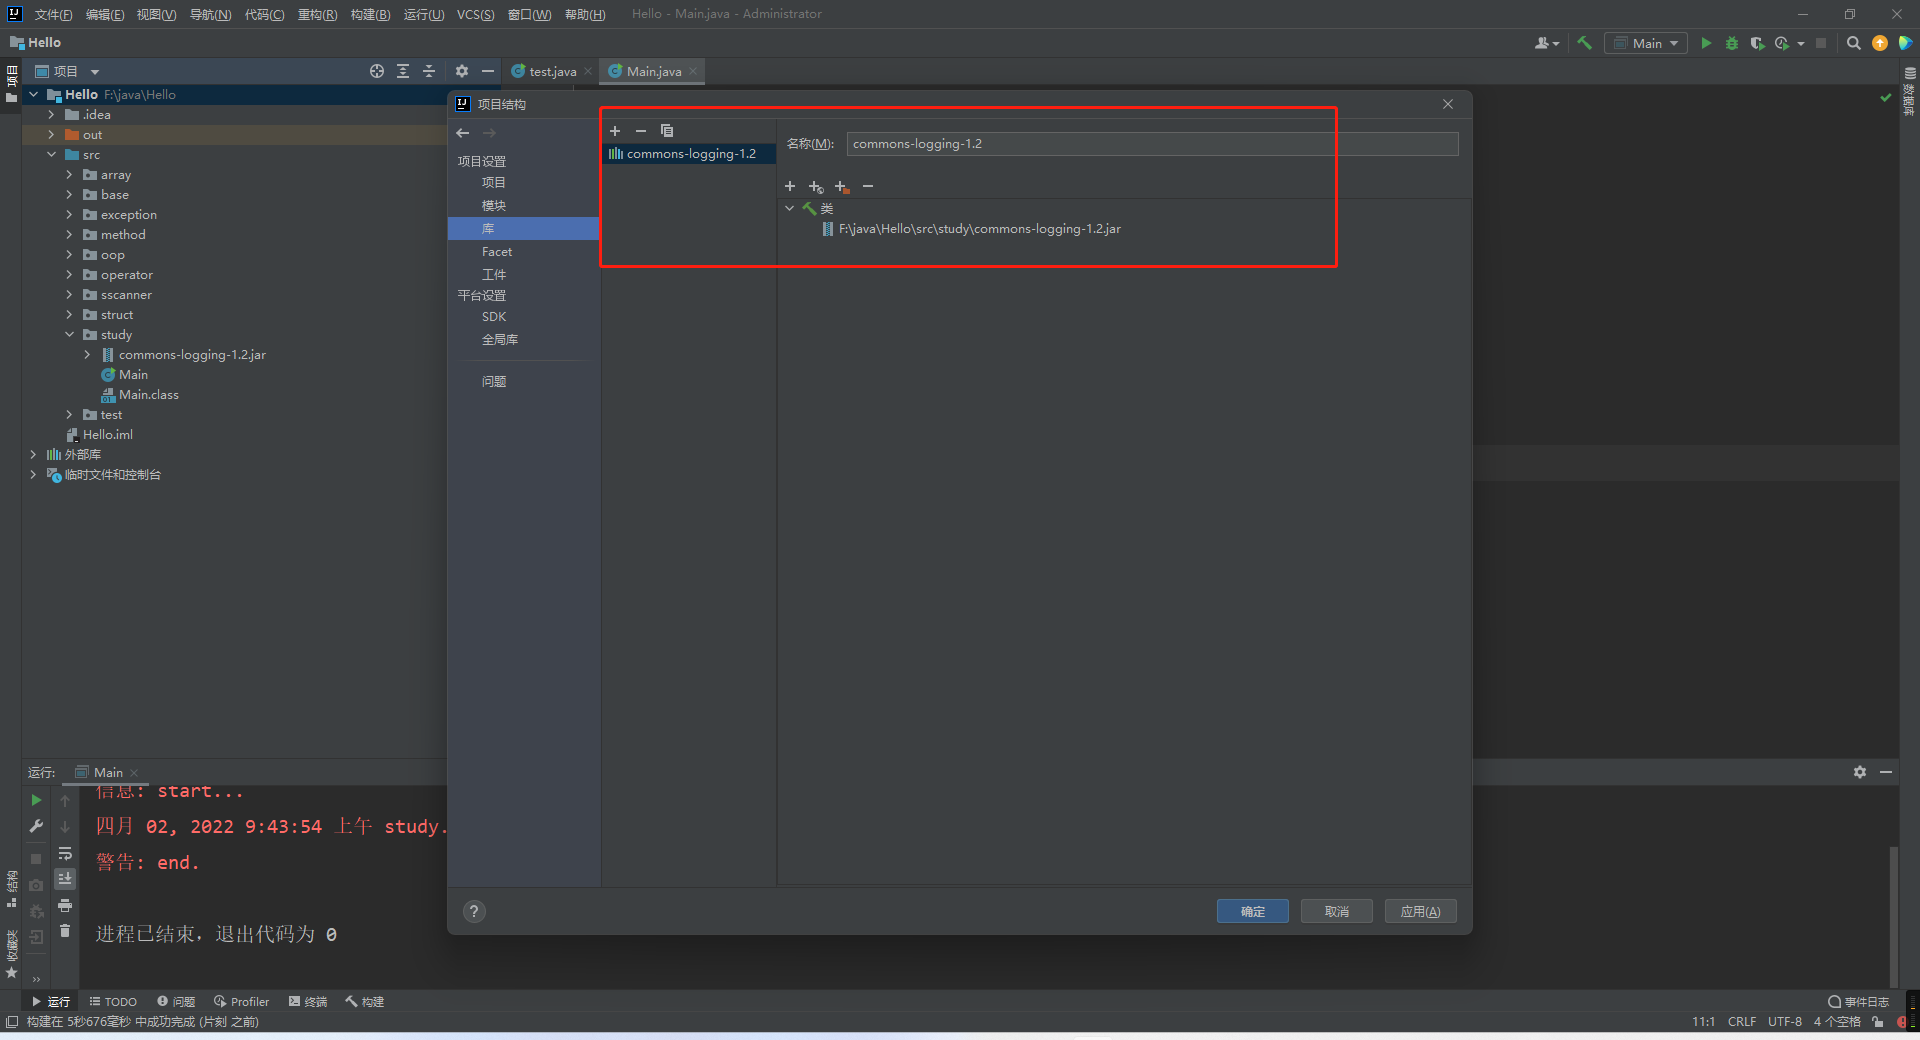 文件(F) 编辑(E) 视图(V) 导航(N) 代码(C) 重构(R) 构建(B) 运行(U) VCS(S) 窗口(W) 帮助(H) Hello - Main.java - Administrator
Hello
Main
项目
项目
test.java
Main.java
数据库
Hello F:\java\Hello
.idea
out
src
array
base
exception
method
oop
operator
sscanner
struct
study
commons-logging-1.2.jar
Main
Main.class
test
Hello.iml
外部库
临时文件和控制台
项目结构
项目设置
项目
模块
库
Facet
工件
平台设置
SDK
全局库
问题
commons-logging-1.2
名称(M): commons-logging-1.2
类
F:\java\Hello\src\study\commons-logging-1.2.jar
?
确定
取消
应用(A)
运行: Main
信息: start...
四月 02, 2022 9:43:54 上午 study.
警告: end.
进程已结束，退出代码为 0
结构
收藏夹
运行 TODO 问题 Profiler 终端 构建
事件日志
构建在 5秒676毫秒 中成功完成 (片刻 之前)
11:1 CRLF UTF-8 4 个空格